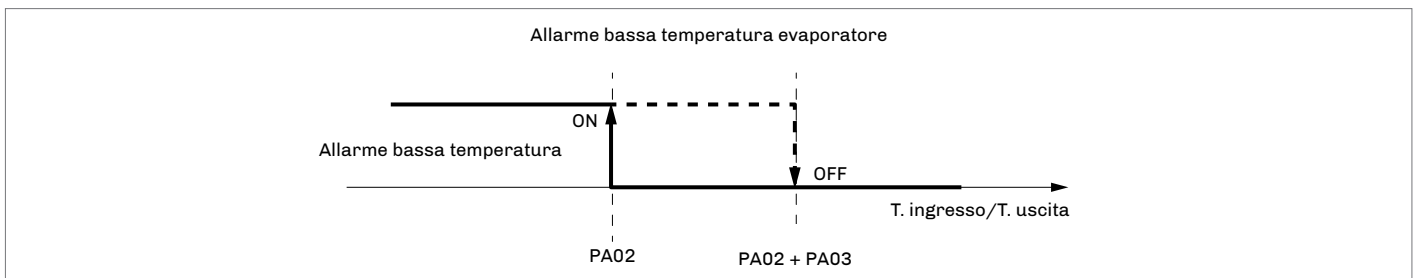 Allarme bassa temperatura evaporatore
ON
Allarme bassa temperatura
OFF
T. ingresso/T. uscita
PA02
PA02 + PA03